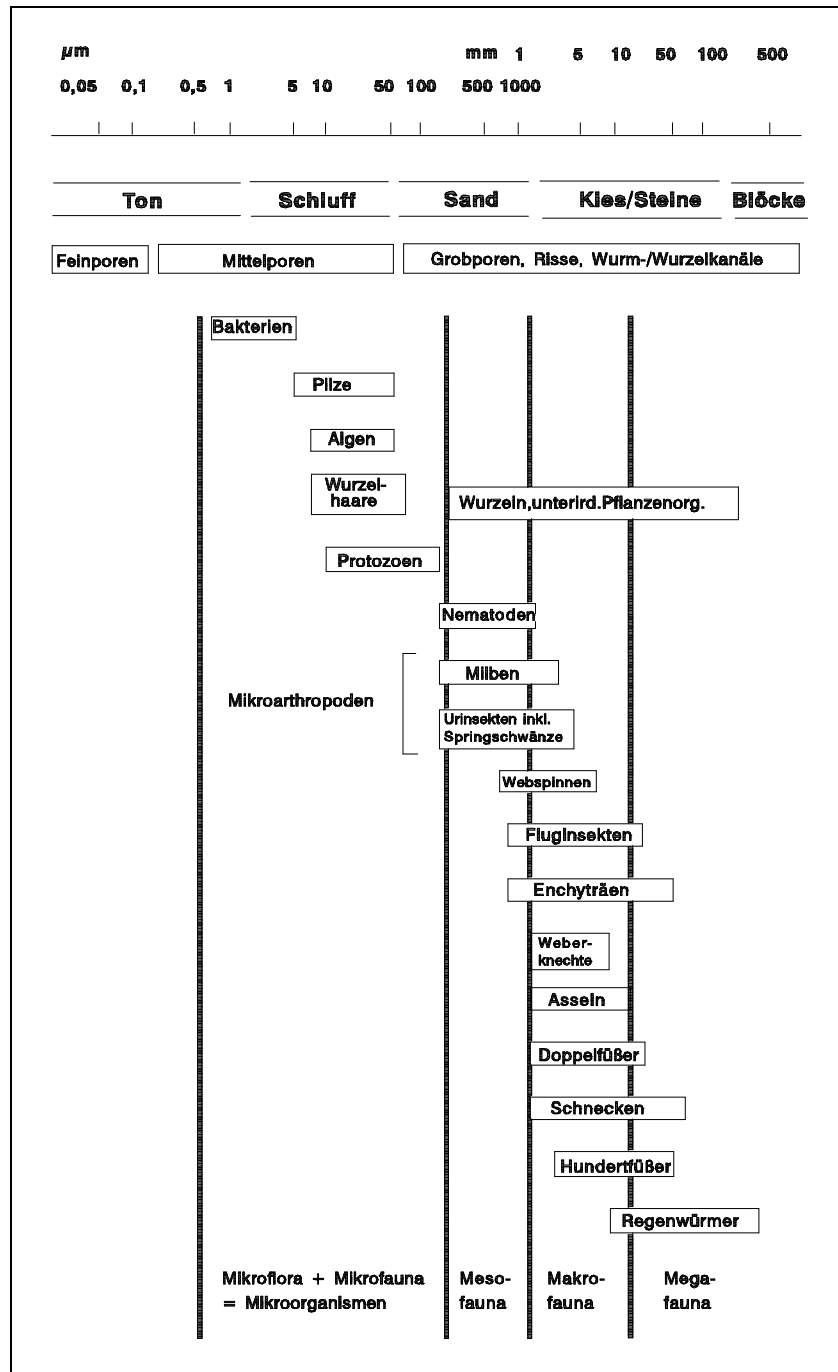 µm mm 1 5 10 50 100 500
0,05 0,1 0,5 1 5 10 50 100 500 1000
Ton Schluff Sand Kies/Steine Blöcke
Feinporen Mittelporen Grobporen, Risse, Wurm-/Wurzelkanäle
Bakterien
Pilze
Algen
Wurzel-
haare
Wurzeln,unterird.Pflanzenorg.
Protozoen
Nematoden
Milben
Mikroarthropoden
Urinsekten inkl.
Springschwänze
Webspinnen
Fluginsekten
Enchyträen
Weber-
knechte
Asseln
Doppelfüßer
Schnecken
Hundertfüßer
Regenwürmer
Mikroflora + Mikrofauna
= Mikroorganismen
Meso-
fauna
Makro-
fauna
Mega-
fauna